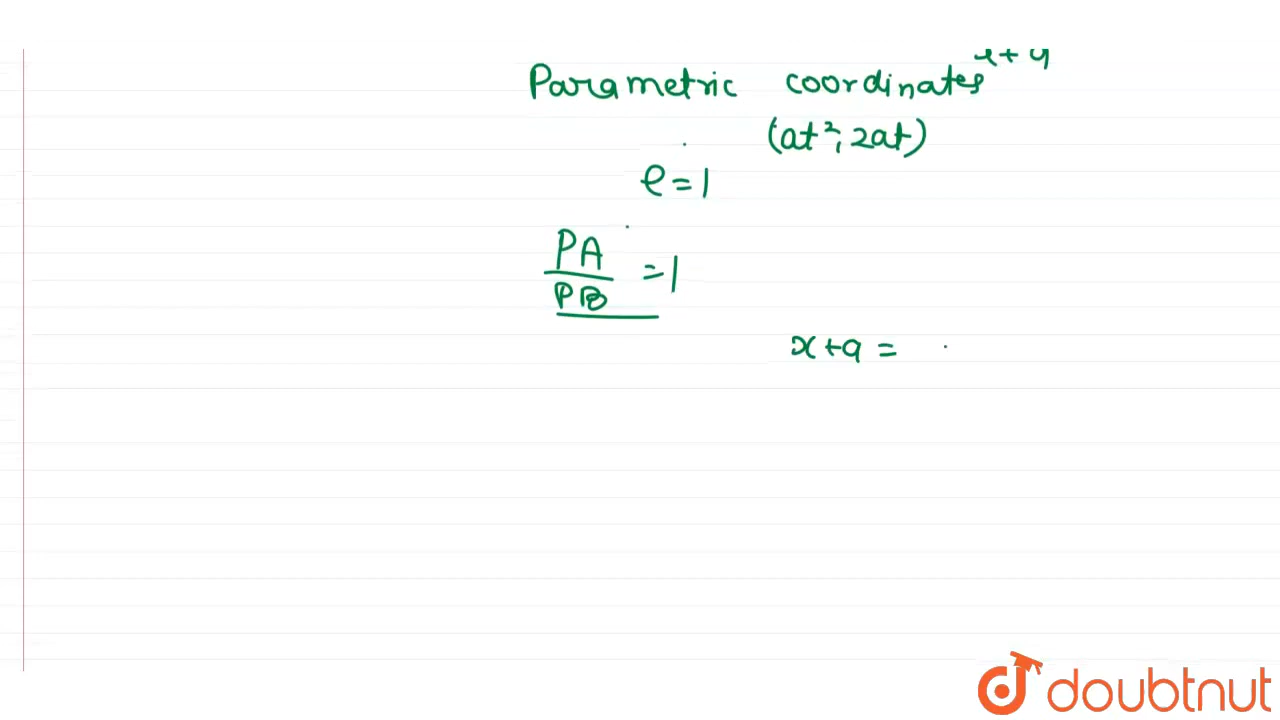 Parametric coordinates
(at², 2at)
e=1
PA
PB
=1
x+a =
doubtnut